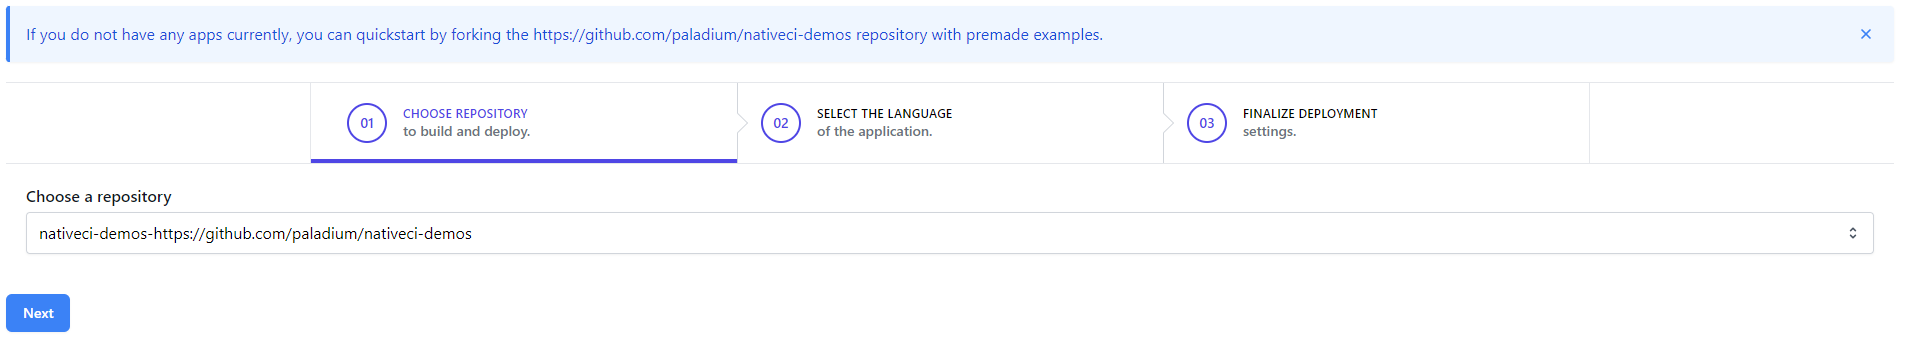 If you do not have any apps currently, you can quickstart by forking the https://github.com/paladium/nativeci-demos repository with premade examples.
01
CHOOSE REPOSITORY
to build and deploy.
02
SELECT THE LANGUAGE
of the application.
03
FINALIZE DEPLOYMENT
settings.
Choose a repository
nativeci-demos-https://github.com/paladium/nativeci-demos
Next